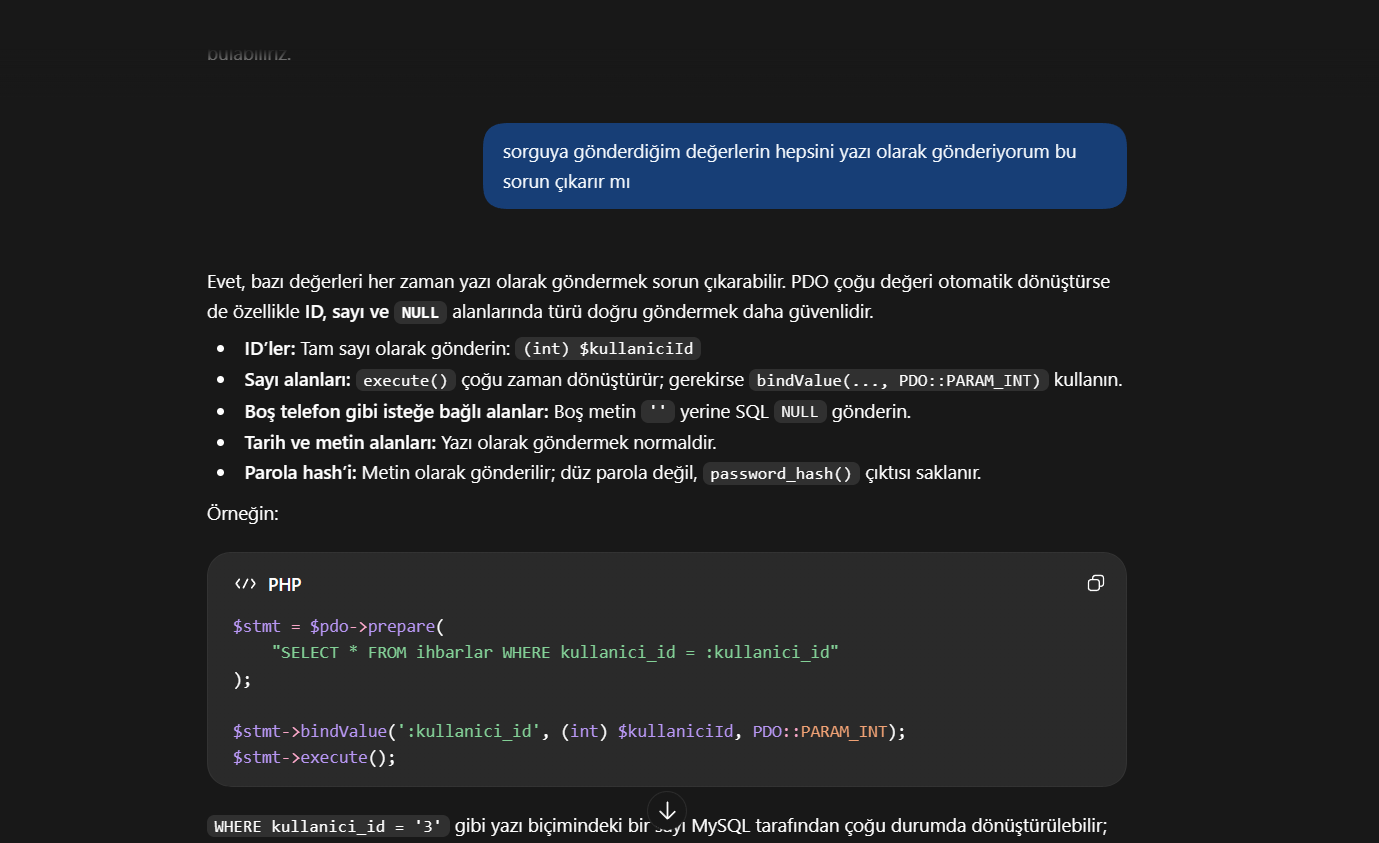 bulabiliriz.
sorguya gönderdiğim değerlerin hepsini yazı olarak gönderiyorum bu
sorun çıkarır mı
Evet, bazı değerleri her zaman yazı olarak göndermek sorun çıkarabilir. PDO çoğu değeri otomatik dönüştürse
de özellikle ID, sayı ve NULL alanlarında türü doğru göndermek daha güvenlidir.
• ID’ler: Tam sayı olarak gönderin: (int) $kullaniciId
• Sayı alanları: execute() çoğu zaman dönüştürür; gerekirse bindValue(..., PDO::PARAM_INT) kullanın.
• Boş telefon gibi isteğe bağlı alanlar: Boş metin '' yerine SQL NULL gönderin.
• Tarih ve metin alanları: Yazı olarak göndermek normaldir.
• Parola hash’i: Metin olarak gönderilir; düz parola değil, password_hash() çıktısı saklanır.
Örneğin:
</> PHP
$stmt = $pdo->prepare(
    "SELECT * FROM ihbarlar WHERE kullanici_id = :kullanici_id"
);
$stmt->bindValue(':kullanici_id', (int) $kullaniciId, PDO::PARAM_INT);
$stmt->execute();
WHERE kullanici_id = '3' gibi yazı biçimindeki bir sayı MySQL tarafından çoğu durumda dönüştürülebilir;